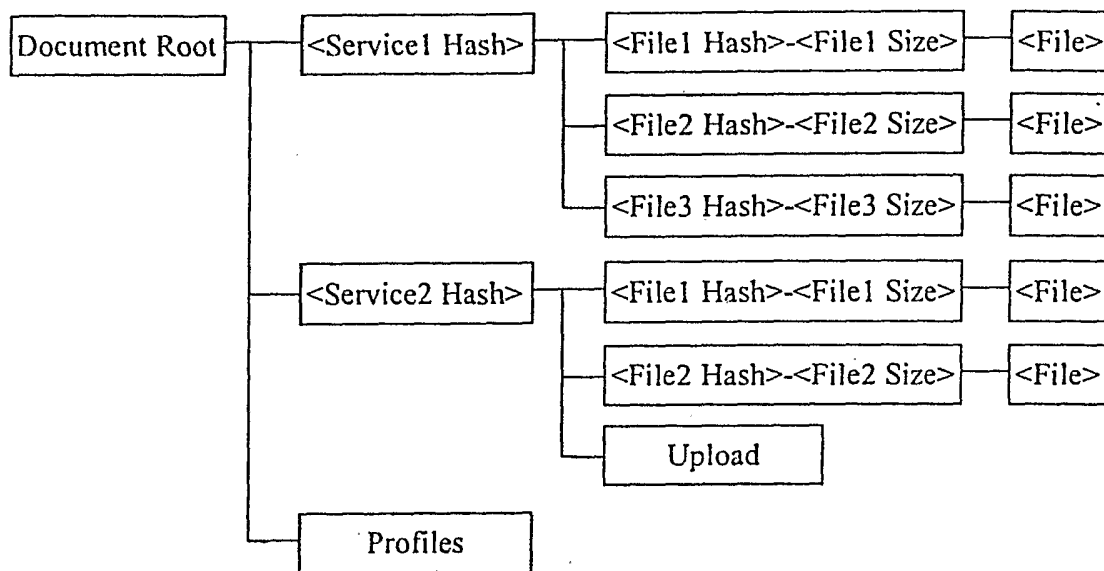 Document Root
<Service1 Hash>
<File1 Hash>-<File1 Size>
<File>
<File2 Hash>-<File2 Size>
<File>
<File3 Hash>-<File3 Size>
<File>
<Service2 Hash>
<File1 Hash>-<File1 Size>
<File>
<File2 Hash>-<File2 Size>
<File>
Upload
Profiles